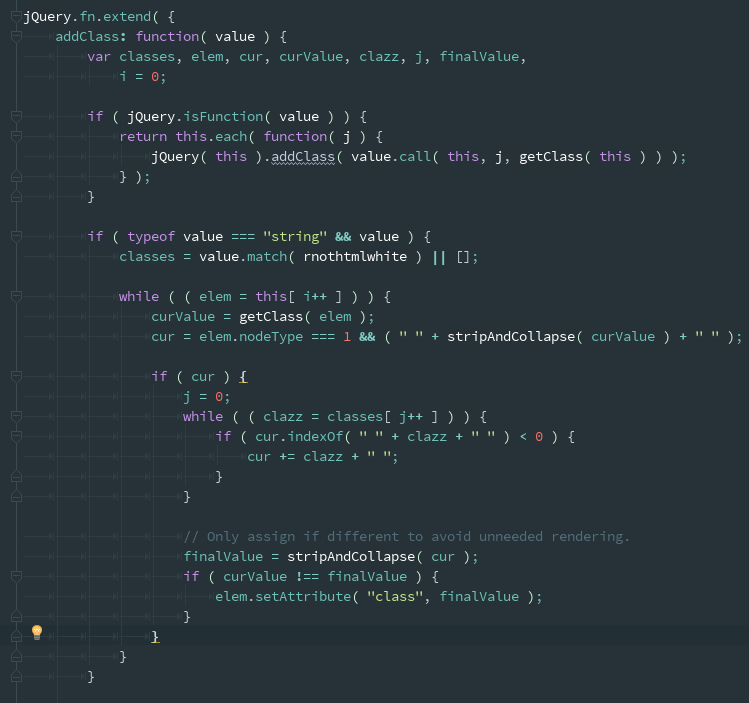 jQuery.fn.extend( {
    addClass: function( value ) {
        var classes, elem, cur, curValue, clazz, j, finalValue,
            i = 0;

        if ( jQuery.isFunction( value ) ) {
            return this.each( function( j ) {
                jQuery( this ).addClass( value.call( this, j, getClass( this ) ) );
            } );
        }

        if ( typeof value === "string" && value ) {
            classes = value.match( rnothtmlwhite ) || [];

            while ( ( elem = this[ i++ ] ) ) {
                curValue = getClass( elem );
                cur = elem.nodeType === 1 && ( " " + stripAndCollapse( curValue ) + " " );

                if ( cur ) {
                    j = 0;
                    while ( ( clazz = classes[ j++ ] ) ) {
                        if ( cur.indexOf( " " + clazz + " " ) < 0 ) {
                            cur += clazz + " ";
                        }
                    }

                    // Only assign if different to avoid unneeded rendering.
                    finalValue = stripAndCollapse( cur );
                    if ( curValue !== finalValue ) {
                        elem.setAttribute( "class", finalValue );
                    }
                }
            }
        }